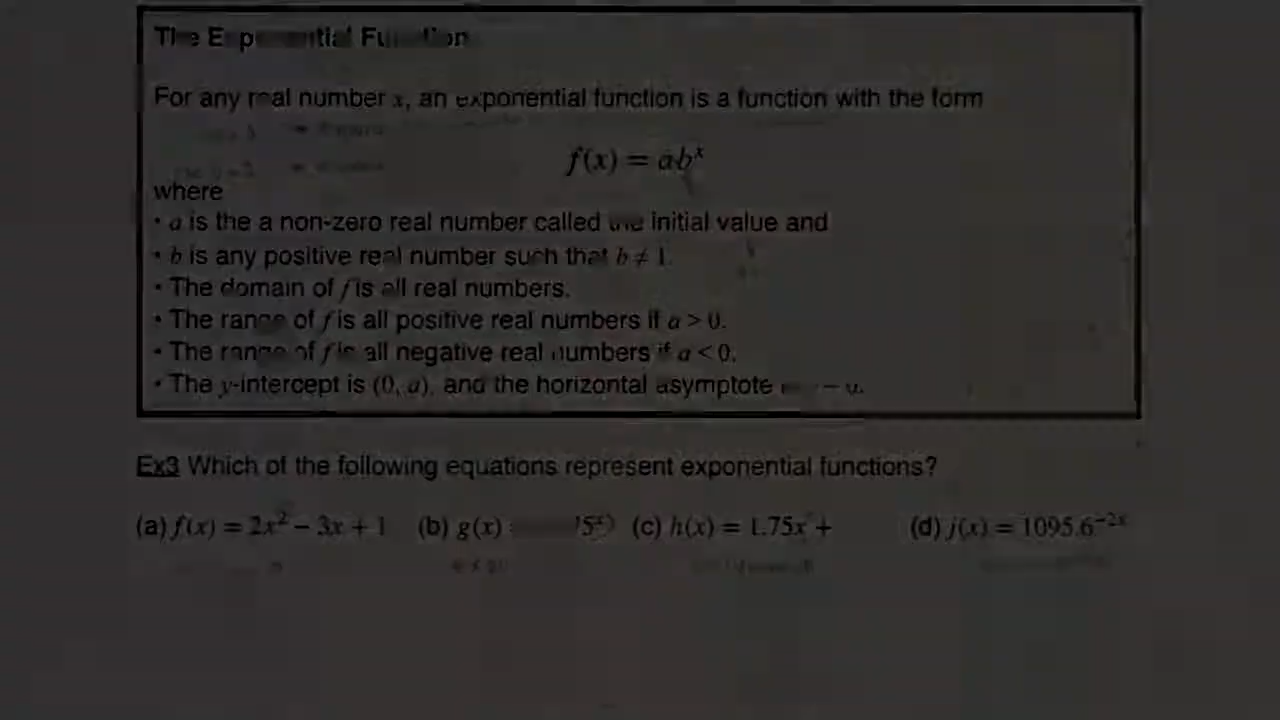 The Exponential Function
For any real number x, an exponential function is a function with the form
f(x) = ab^x
where
• a is the a non-zero real number called the initial value and
• b is any positive real number such that b ≠ 1.
• The domain of f is all real numbers.
• The range of f is all positive real numbers if a > 0.
• The range of f is all negative real numbers if a < 0.
• The y-intercept is (0, a), and the horizontal asymptote
Ex3 Which of the following equations represent exponential functions?
(a) f(x) = 2x² − 3x + 1 (b) g(x) (c) h(x) = 1.75x + (d) j(x) = 1095.6^−2x